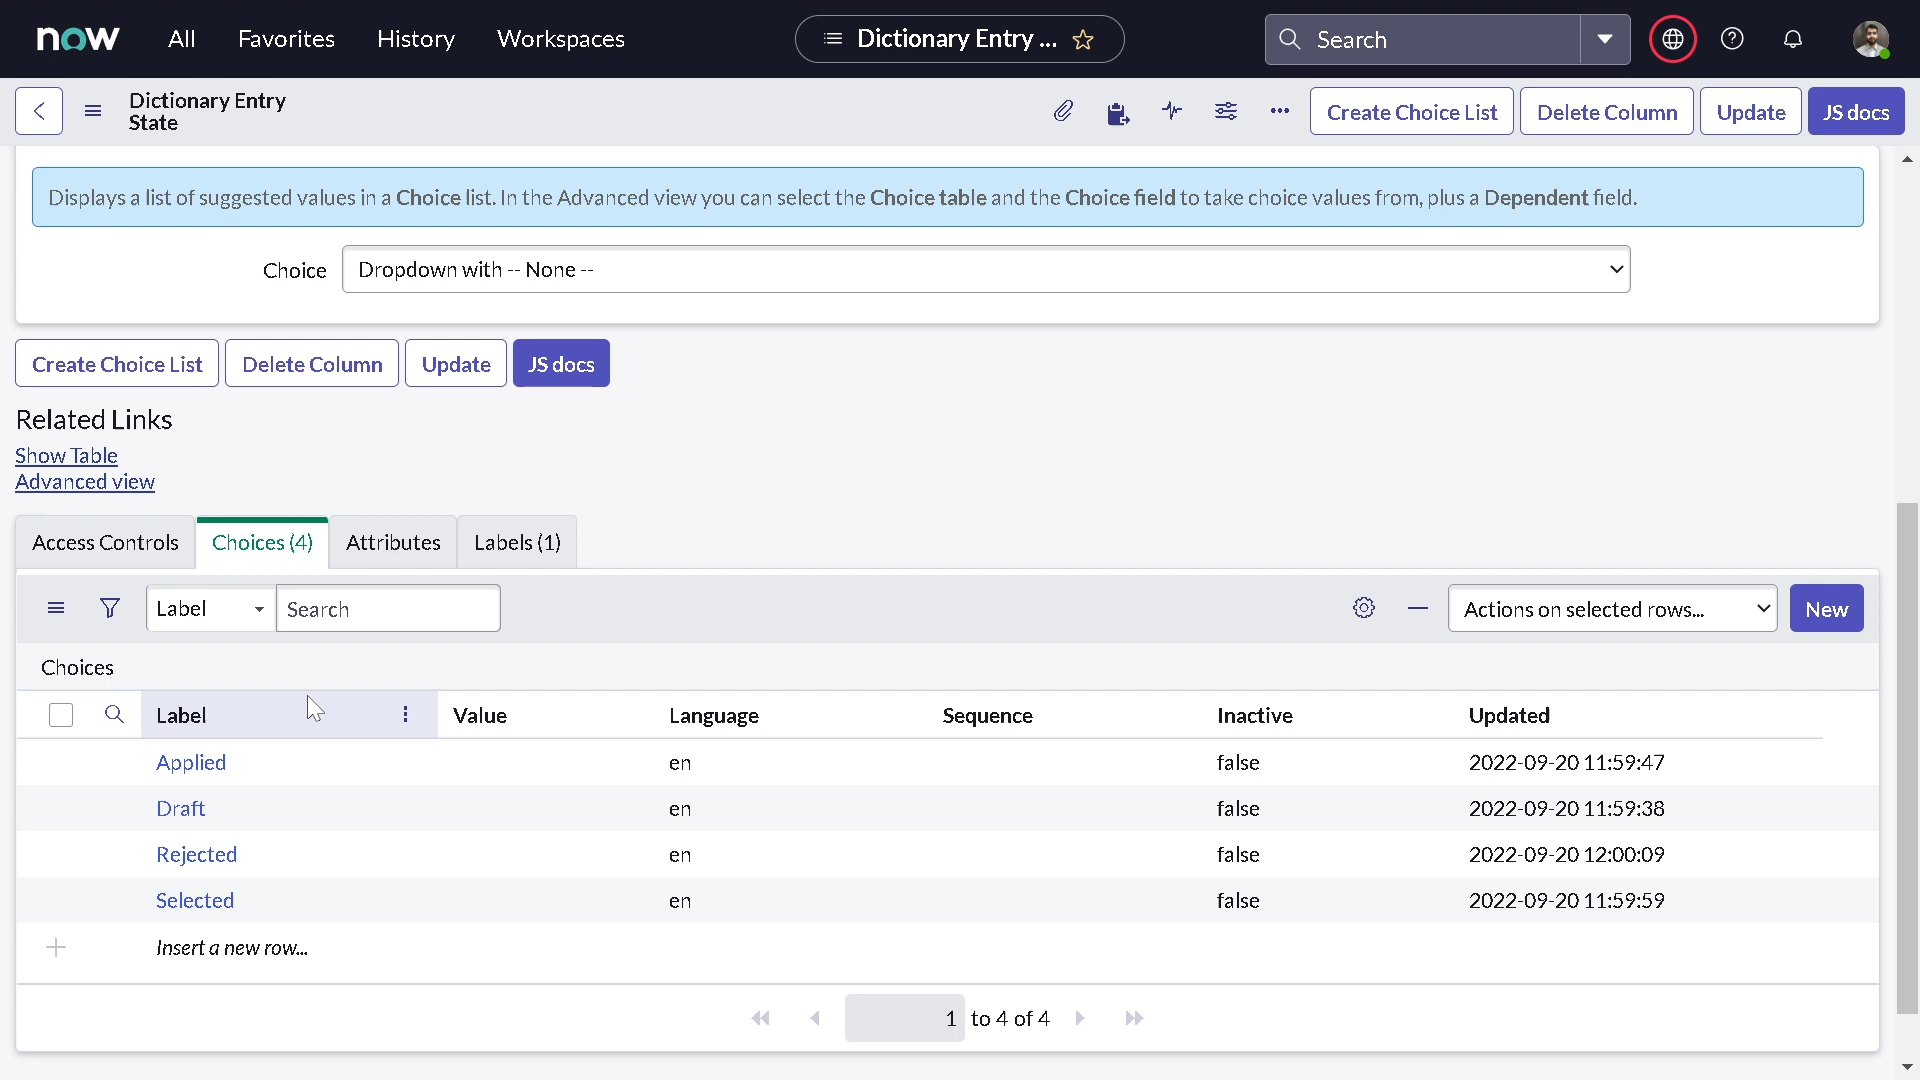 now All Favorites History Workspaces Dictionary Entry ... Search
Dictionary Entry
State
Create Choice List Delete Column Update JS docs
Displays a list of suggested values in a Choice list. In the Advanced view you can select the Choice table and the Choice field to take choice values from, plus a Dependent field.
Choice Dropdown with -- None --
Create Choice List Delete Column Update JS docs
Related Links
Show Table
Advanced view
Access Controls Choices (4) Attributes Labels (1)
Label Search Actions on selected rows... New
Choices
Label Value Language Sequence Inactive Updated
Applied en false 2022-09-20 11:59:47
Draft en false 2022-09-20 11:59:38
Rejected en false 2022-09-20 12:00:09
Selected en false 2022-09-20 11:59:59
Insert a new row...
1 to 4 of 4